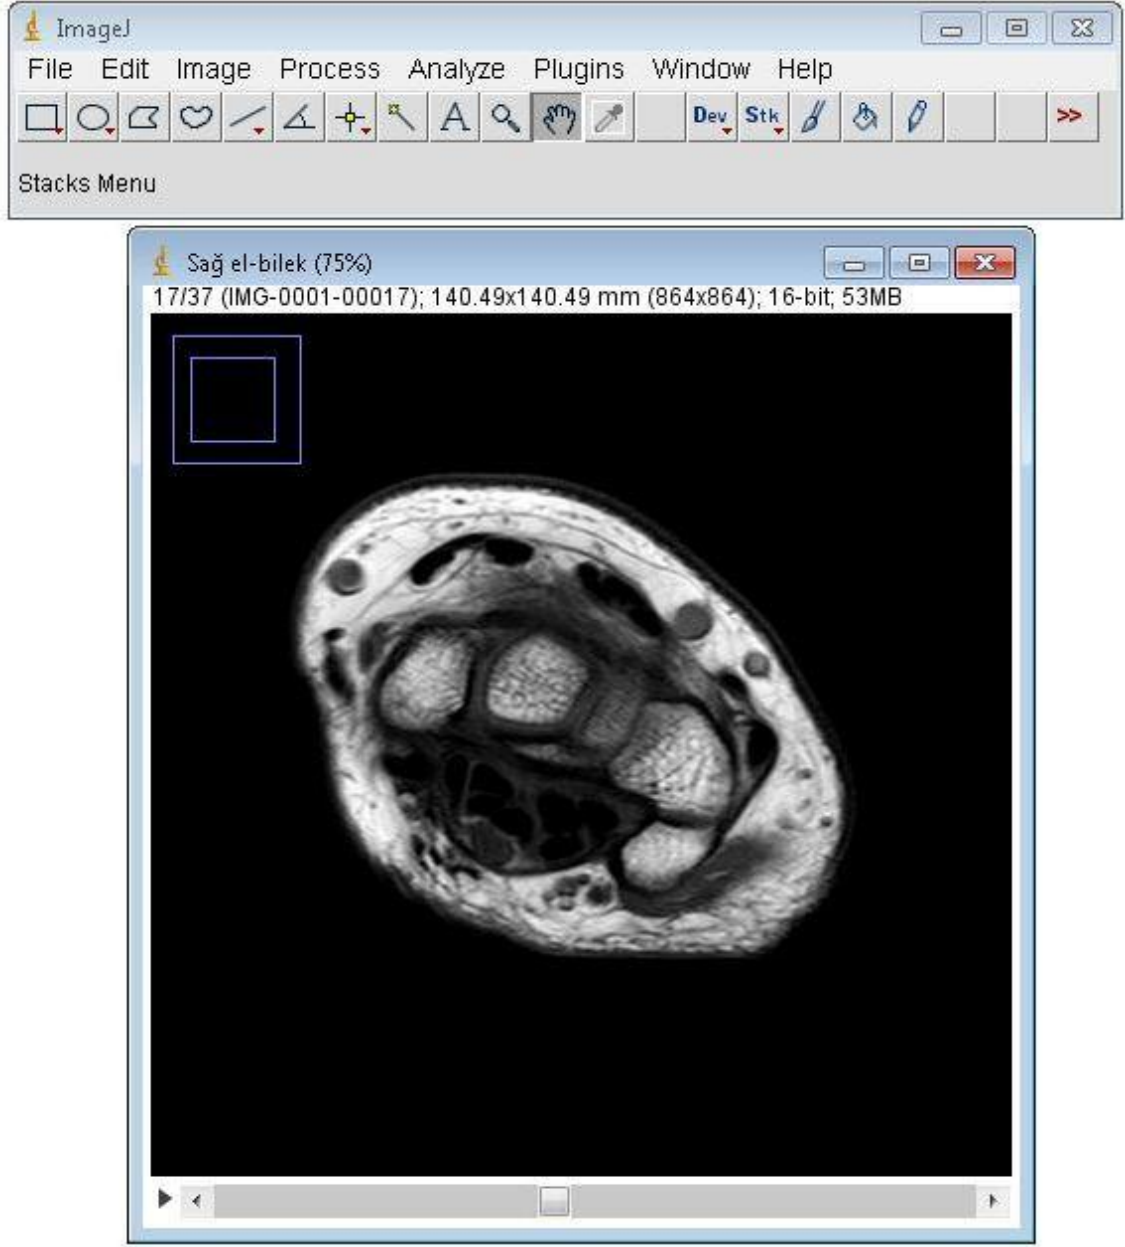 ImageJ
File Edit Image Process Analyze Plugins Window Help
A Dev Stk >>
Stacks Menu
Sağ el-bilek (75%)
17/37 (IMG-0001-00017); 140.49x140.49 mm (864x864); 16-bit; 53MB